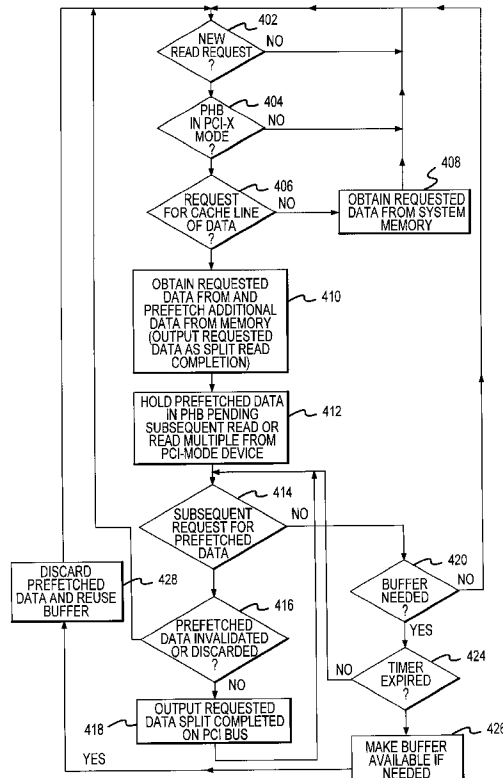 402
NEW
READ REQUEST
?
NO
404
PHB
IN PCI-X
MODE
?
NO
406
REQUEST
FOR CACHE LINE
OF DATA
?
NO
408
OBTAIN REQUESTED
DATA FROM SYSTEM
MEMORY
OBTAIN REQUESTED
DATA FROM AND
PREFETCH ADDITIONAL
DATA FROM MEMORY
(OUTPUT REQUESTED
DATA AS SPLIT READ
COMPLETION)
410
HOLD PREFETCHED DATA
IN PHB PENDING
SUBSEQUENT READ OR
READ MULTIPLE FROM
PCI-MODE DEVICE
412
414
SUBSEQUENT
REQUEST FOR
PREFETCHED
DATA
NO
420
BUFFER
NEEDED
?
NO
YES
DISCARD
PREFETCHED
DATA AND REUSE
BUFFER
428
416
PREFETCHED
DATA INVALIDATED
OR DISCARDED
?
NO
424
TIMER
EXPIRED
?
NO
418
OUTPUT REQUESTED
DATA SPLIT COMPLETED
ON PCI BUS
426
MAKE BUFFER
AVAILABLE IF
NEEDED
YES